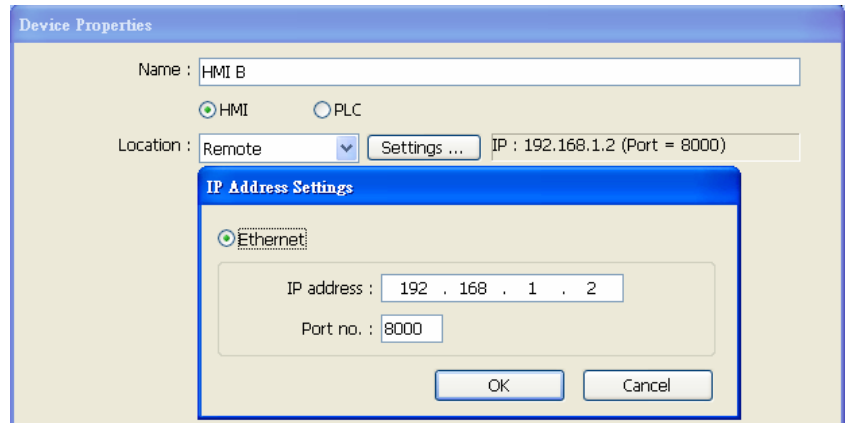 Device Properties
Name : HMI B
HMI PLC
Location : Remote Settings ... IP : 192.168.1.2 (Port = 8000)
IP Address Settings
Ethernet
IP address : 192 . 168 . 1 . 2
Port no. : 8000
OK Cancel